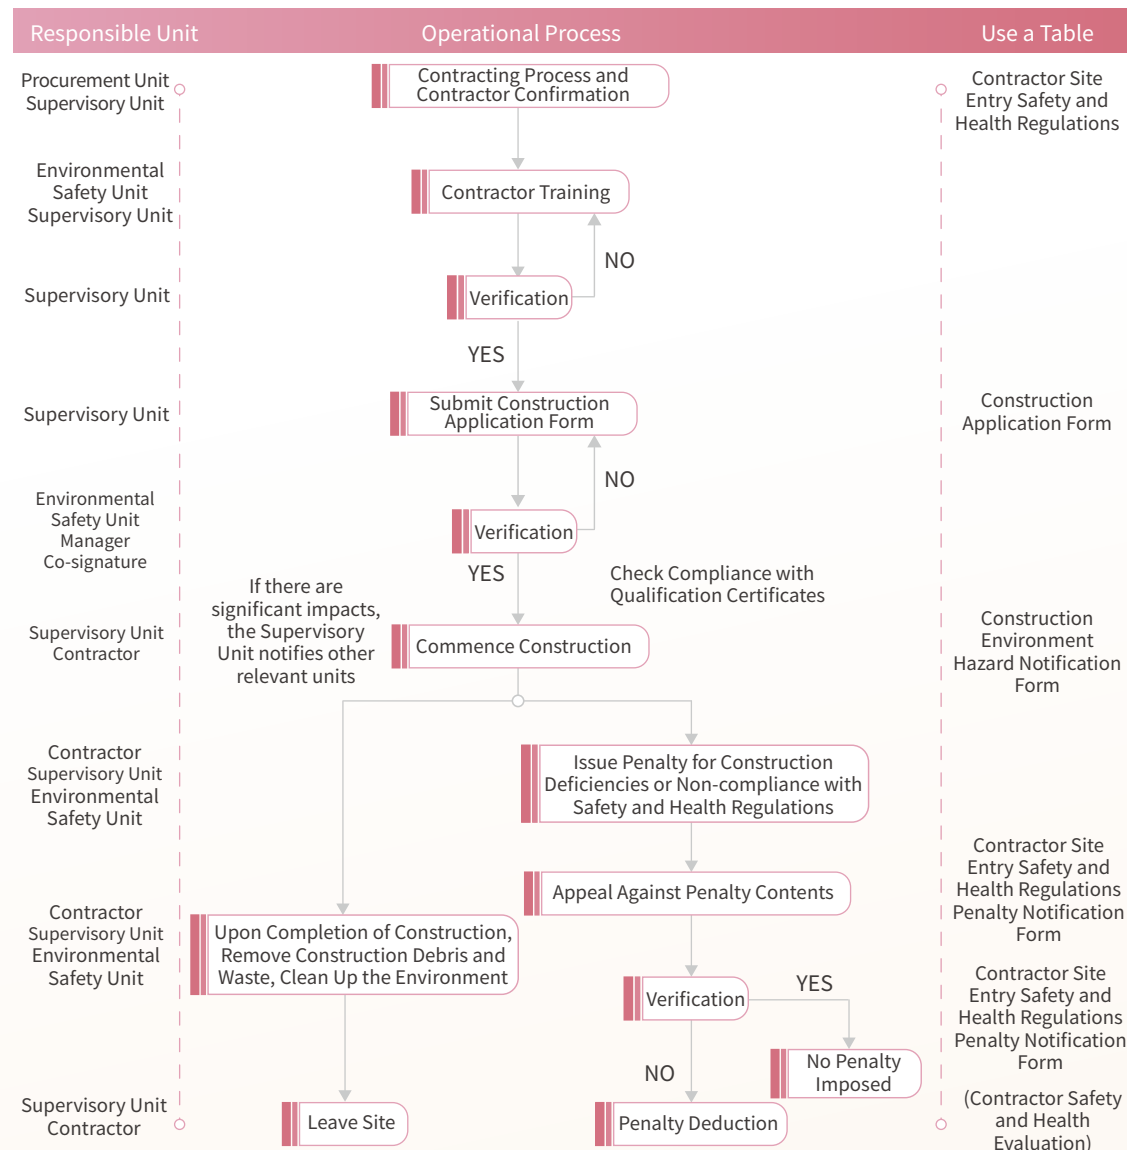 Responsible Unit
Operational Process
Use a Table
Procurement Unit
Supervisory Unit
Contracting Process and
Contractor Confirmation
Contractor Site
Entry Safety and
Health Regulations
Environmental
Safety Unit
Supervisory Unit
Contractor Training
NO
Supervisory Unit
Verification
YES
Supervisory Unit
Submit Construction
Application Form
Construction
Application Form
NO
Environmental
Safety Unit
Manager
Co-signature
Verification
YES
Check Compliance with
Qualification Certificates
If there are
significant impacts,
the Supervisory
Unit notifies other
relevant units
Supervisory Unit
Contractor
Commence Construction
Construction
Environment
Hazard Notification
Form
Contractor
Supervisory Unit
Environmental
Safety Unit
Issue Penalty for Construction
Deficiencies or Non-compliance with
Safety and Health Regulations
Appeal Against Penalty Contents
Contractor Site
Entry Safety and
Health Regulations
Penalty Notification
Form
Contractor
Supervisory Unit
Environmental
Safety Unit
Upon Completion of Construction,
Remove Construction Debris and
Waste, Clean Up the Environment
Verification
YES
Contractor Site
Entry Safety and
Health Regulations
Penalty Notification
Form
No Penalty
Imposed
NO
Supervisory Unit
Contractor
Leave Site
Penalty Deduction
(Contractor Safety
and Health
Evaluation)